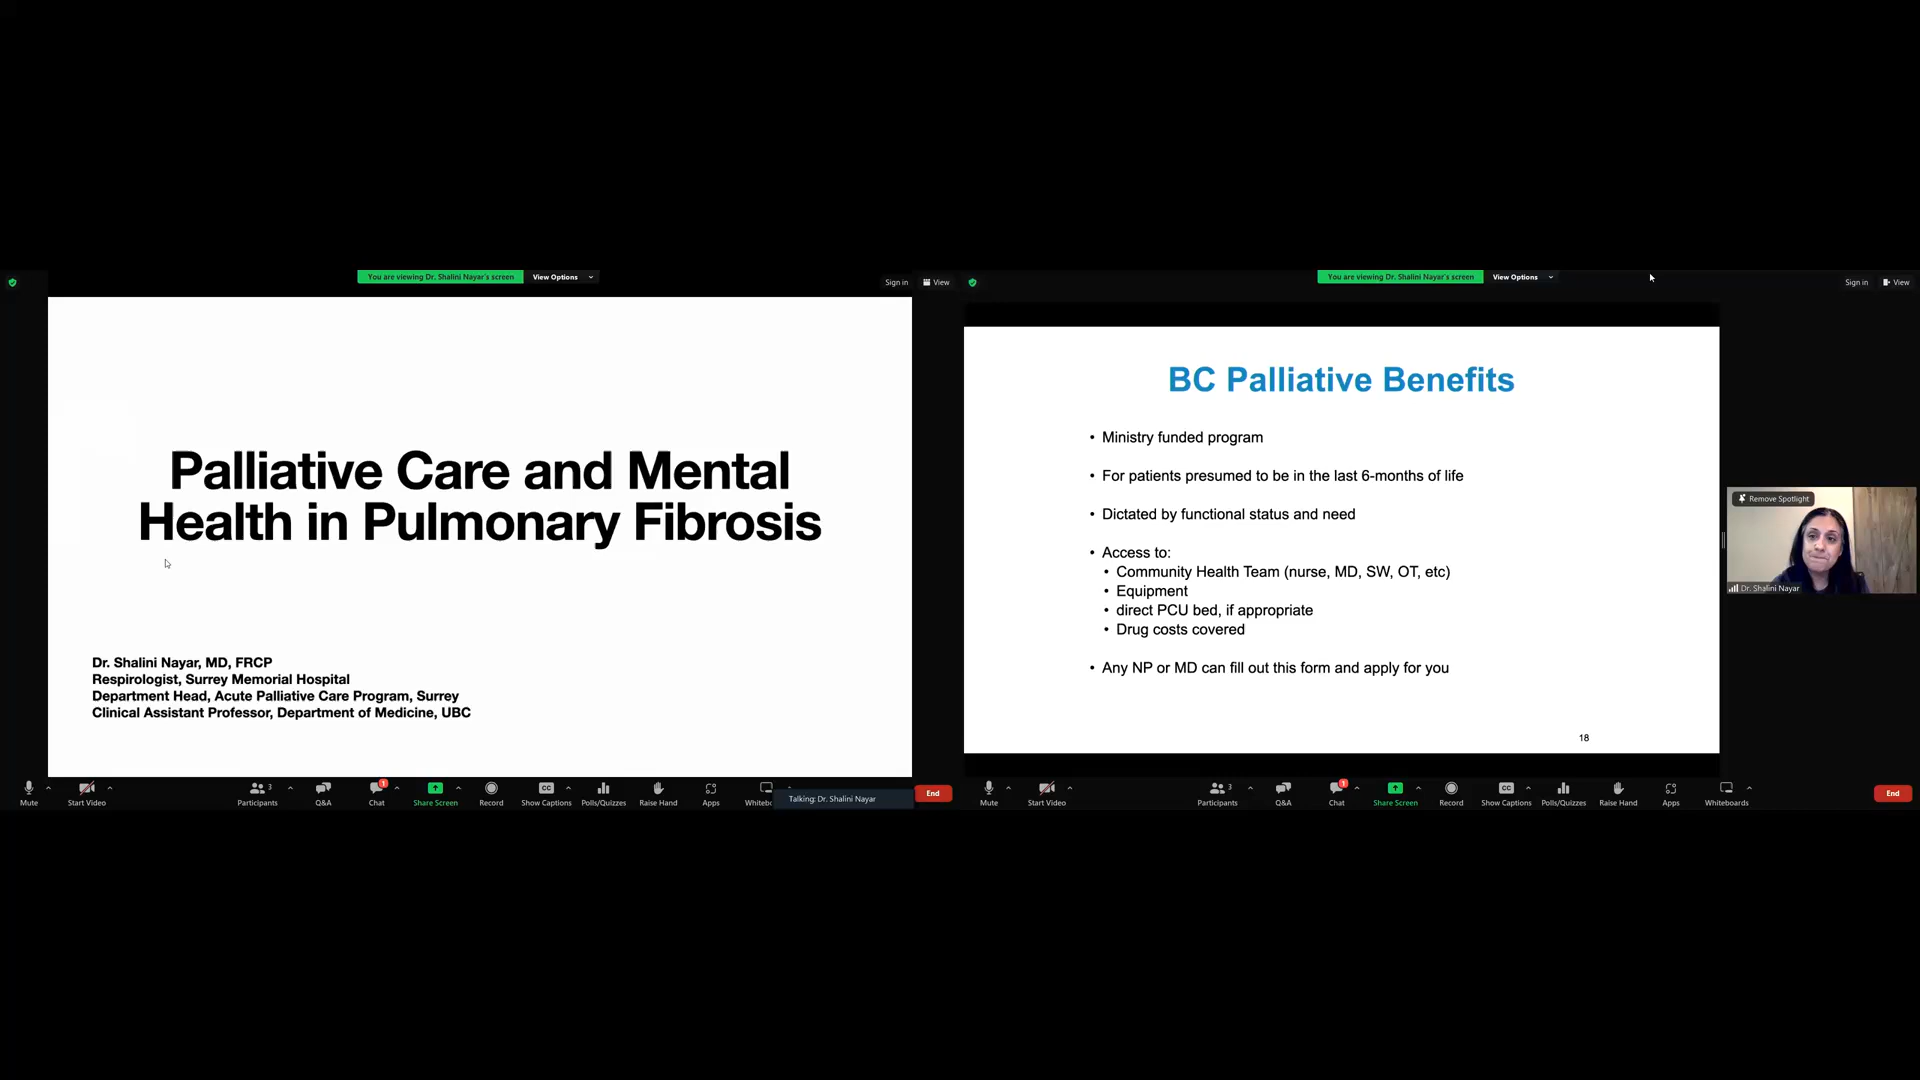 You are viewing Dr. Shalini Nayar's screen
View Options
Sign in
View
Palliative Care and Mental
Health in Pulmonary Fibrosis
Dr. Shalini Nayar, MD, FRCP
Respirologist, Surrey Memorial Hospital
Department Head, Acute Palliative Care Program, Surrey
Clinical Assistant Professor, Department of Medicine, UBC
Mute
Start Video
3
Participants
Q&A
1
Chat
Share Screen
Record
CC
Show Captions
Polls/Quizzes
Raise Hand
Apps
Whitebo
Talking: Dr. Shalini Nayar
End
You are viewing Dr. Shalini Nayar's screen
View Options
Sign in
View
BC Palliative Benefits
• Ministry funded program
• For patients presumed to be in the last 6-months of life
• Dictated by functional status and need
• Access to:
• Community Health Team (nurse, MD, SW, OT, etc)
• Equipment
• direct PCU bed, if appropriate
• Drug costs covered
• Any NP or MD can fill out this form and apply for you
18
Remove Spotlight
Dr. Shalini Nayar
Mute
Start Video
3
Participants
Q&A
1
Chat
Share Screen
Record
CC
Show Captions
Polls/Quizzes
Raise Hand
Apps
Whiteboards
End